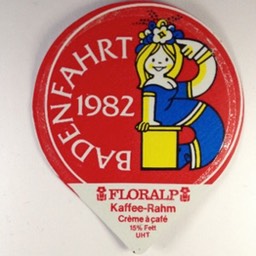 BADENFAHRT
1982
FLORALP
Kaffee-Rahm
Crème à café
15% Fett
UHT